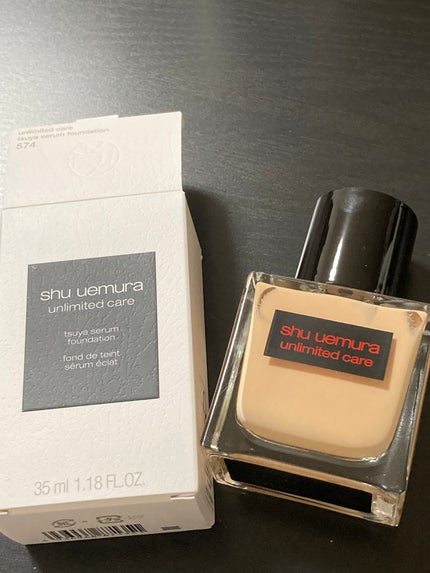 unlimited care
tsuya serum foundation
574
shu uemura
unlimited care
tsuya serum
foundation
fond de teint
sérum éclat
35 ml 1.18 FL.OZ.
shu uemura
unlimited care